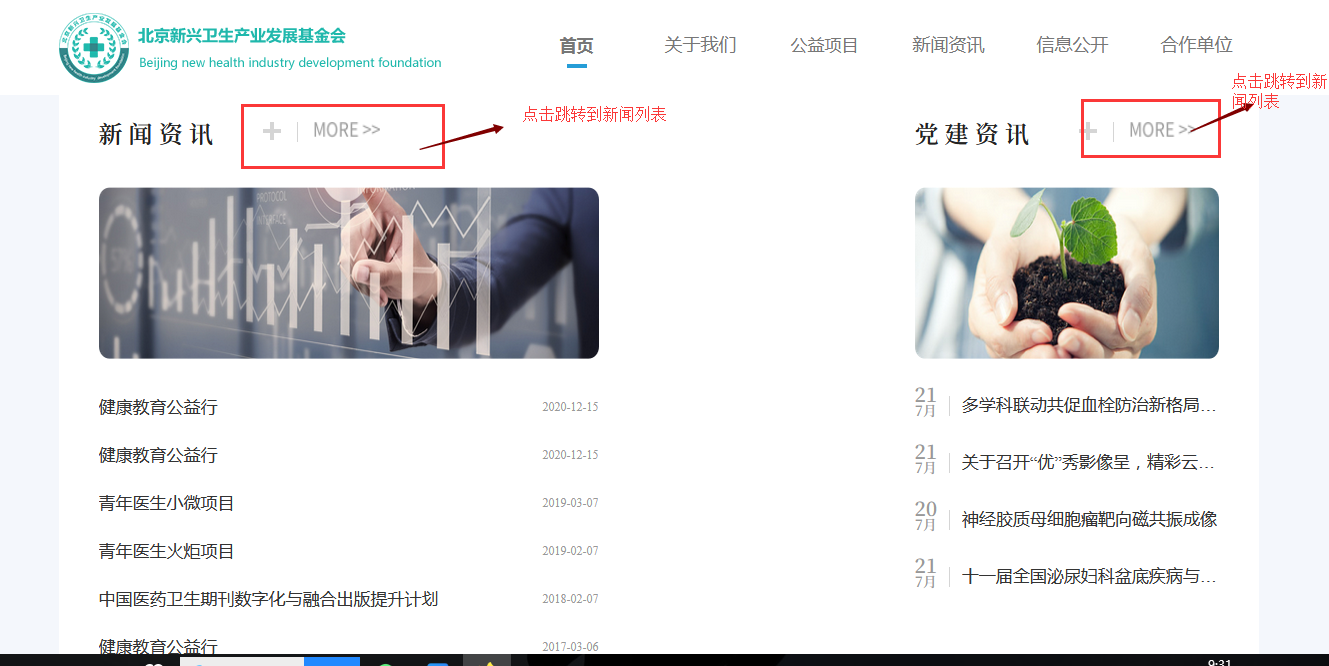 北京新兴卫生产业发展基金会
Beijing new health industry development foundation
首页
关于我们
公益项目
新闻资讯
信息公开
合作单位
点击跳转到新
闻列表
新闻资讯
MORE >>
点击跳转到新闻列表
党建资讯
MORE >>
PROTOCOL
INTERFACE
健康教育公益行
2020-12-15
健康教育公益行
2020-12-15
青年医生小微项目
2019-03-07
青年医生火炬项目
2019-02-07
中国医药卫生期刊数字化与融合出版提升计划
2018-02-07
健康教育公益行
2017-03-06
21
7月
多学科联动共促血栓防治新格局...
21
7月
关于召开“优”秀影像呈，精彩云...
20
7月
神经胶质母细胞瘤靶向磁共振成像
21
7月
十一届全国泌尿妇科盆底疾病与...
9:31